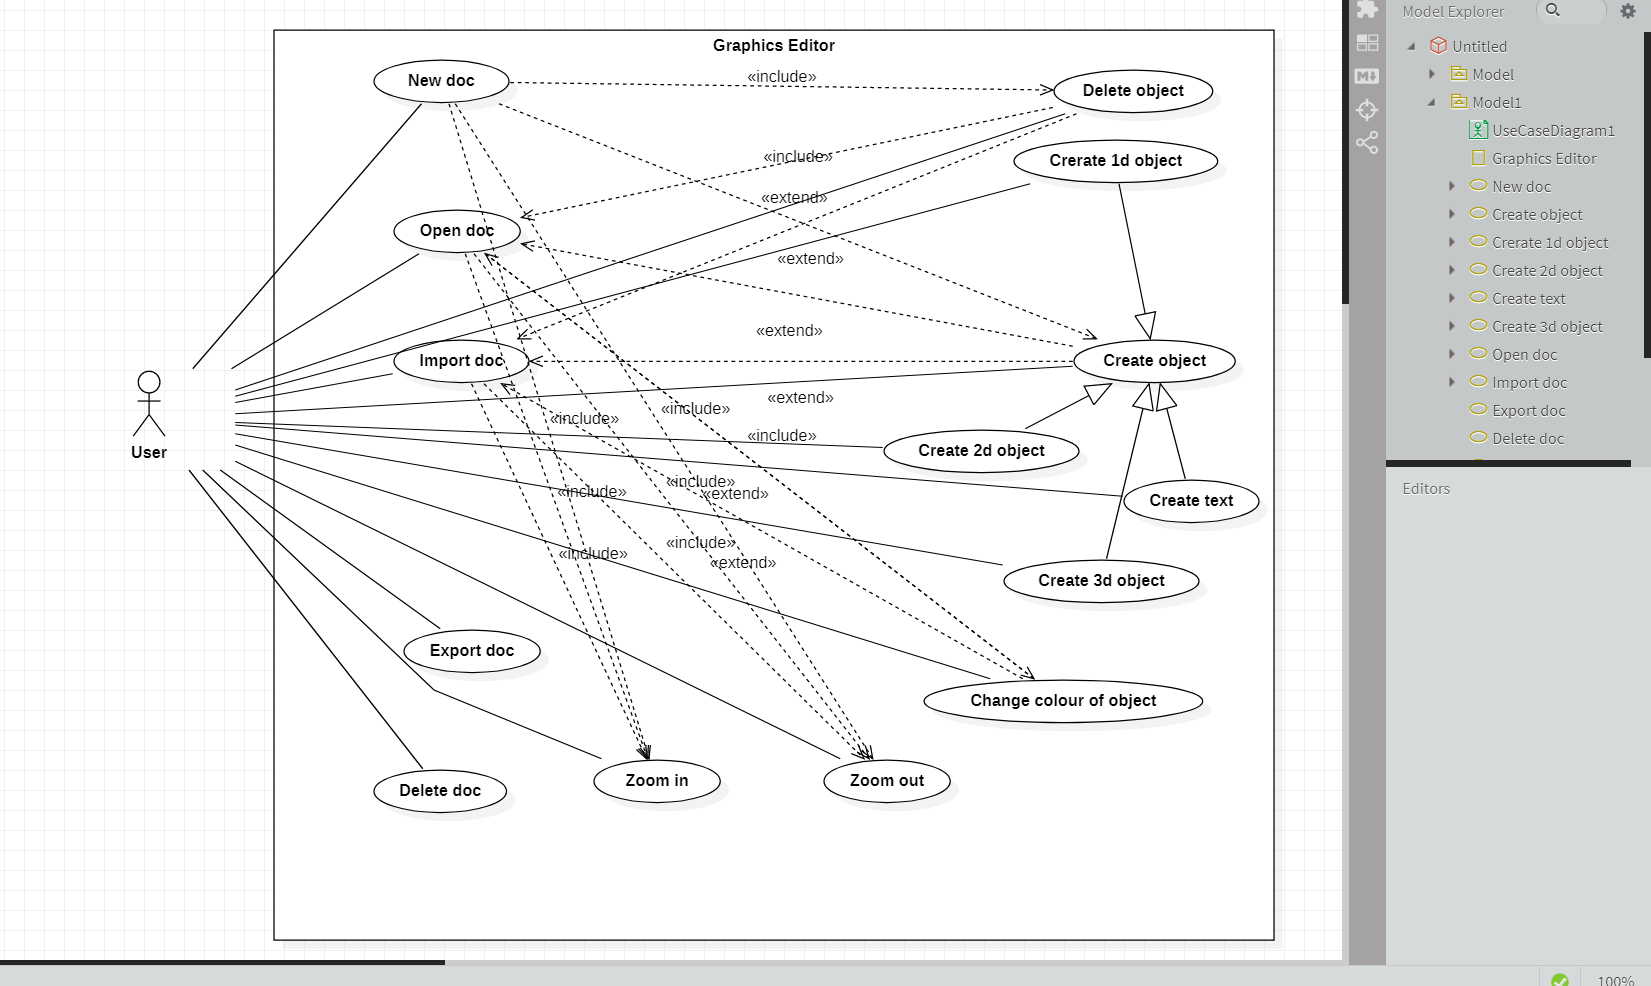 Graphics Editor
New doc
«include»
Delete object
«include»
Crerate 1d object
«extend»
Open doc
«extend»
«extend»
Import doc
Create object
«extend»
«include»
«include»
«include»
Create 2d object
User
«include»
«include»
«extend»
Create text
«include»
«include»
«extend»
Create 3d object
Export doc
Change colour of object
Delete doc
Zoom in
Zoom out
Model Explorer
Untitled
Model
Model1
UseCaseDiagram1
Graphics Editor
New doc
Create object
Crerate 1d object
Create 2d object
Create text
Create 3d object
Open doc
Import doc
Export doc
Delete doc
Editors
M
100%